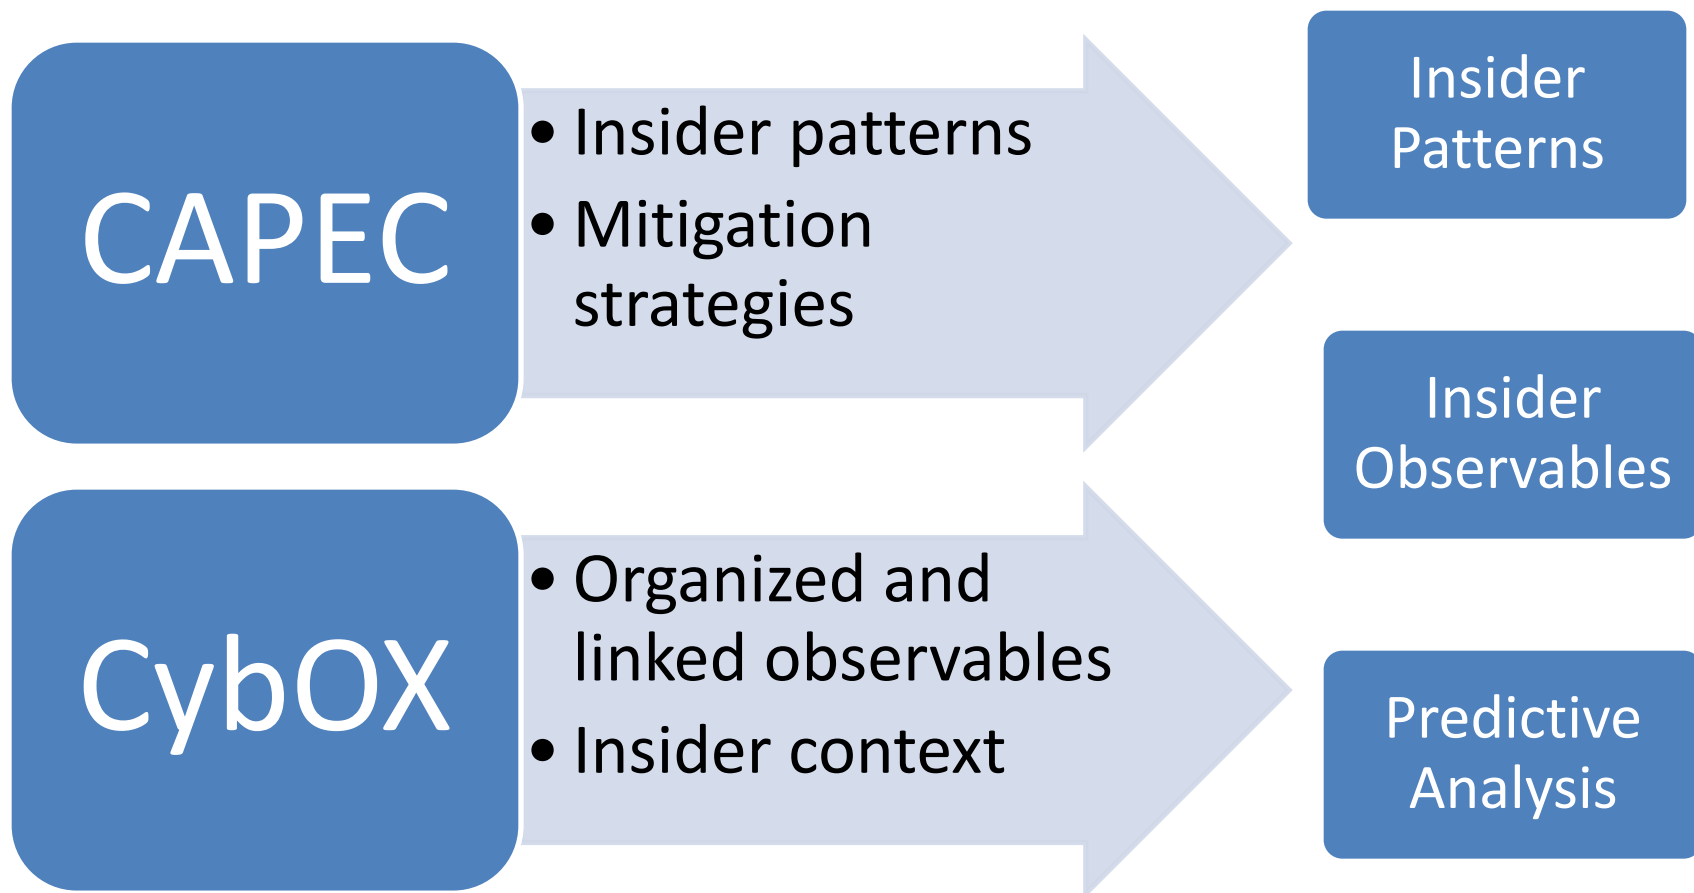 CAPEC
• Insider patterns
• Mitigation
strategies
CybOX
• Organized and
linked observables
• Insider context
Insider
Patterns
Insider
Observables
Predictive
Analysis